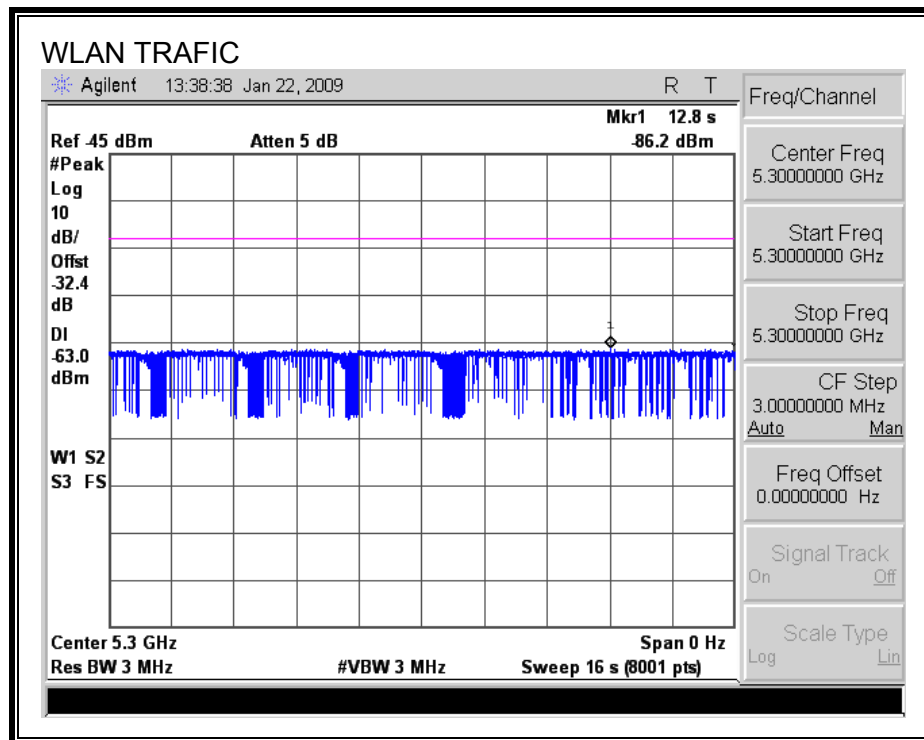 WLAN TRAFIC
Agilent 13:38:38 Jan 22, 2009 R T
Mkr1 12.8 s
Ref -45 dBm Atten 5 dB -86.2 dBm
#Peak
Log
10
dB/
Offst
-32.4
dB
DI
-63.0
dBm
W1 S2
S3 FS
1
Center 5.3 GHz Span 0 Hz
Res BW 3 MHz #VBW 3 MHz Sweep 16 s (8001 pts)
Freq/Channel
Center Freq
5.30000000 GHz
Start Freq
5.30000000 GHz
Stop Freq
5.30000000 GHz
CF Step
3.00000000 MHz
Auto Man
Freq Offset
0.00000000 Hz
Signal Track
On Off
Scale Type
Log Lin